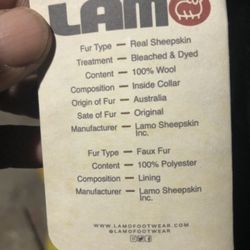 LAMO
Fur Type — Real Sheepskin
Treatment — Bleached & Dyed
Content — 100% Wool
Composition — Inside Collar
Origin of Fur — Australia
Sate of Fur — Original
Manufacturer — Lamo Sheepskin
Inc.
Fur Type — Faux Fur
Content — 100% Polyester
Composition — Lining
Manufacturer — Lamo Sheepskin
Inc.
WWW.LAMOFOOTWEAR.COM
@LAMOFOOTWEAR